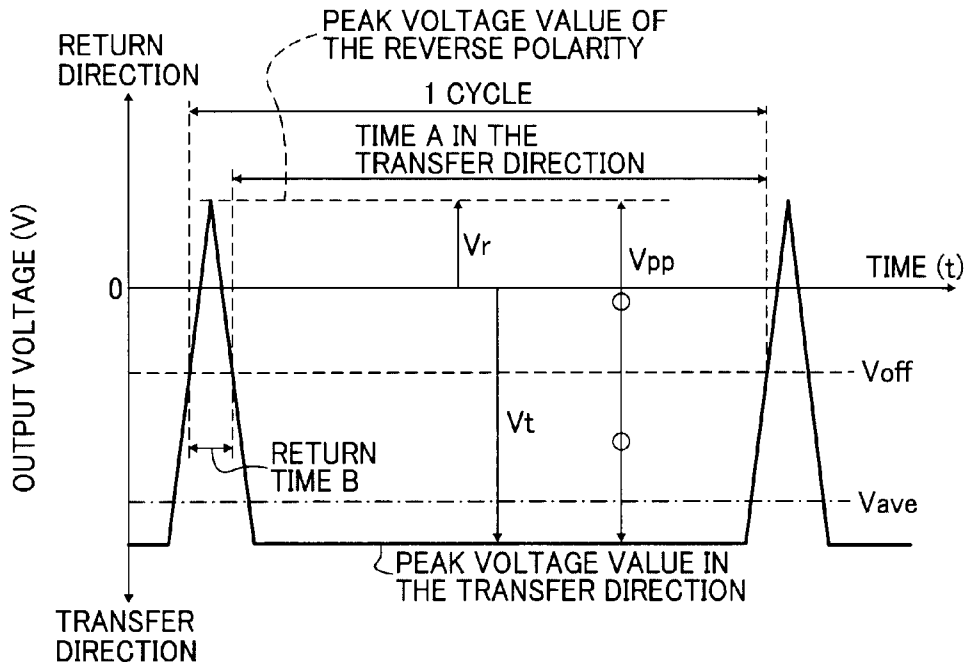 PEAK VOLTAGE VALUE OF
THE REVERSE POLARITY
RETURN
DIRECTION
1 CYCLE
TIME A IN THE
TRANSFER DIRECTION
OUTPUT VOLTAGE (V)
Vr
Vpp
0
TIME (t)
Voff
Vt
RETURN
TIME B
Vave
PEAK VOLTAGE VALUE IN
THE TRANSFER DIRECTION
TRANSFER
DIRECTION